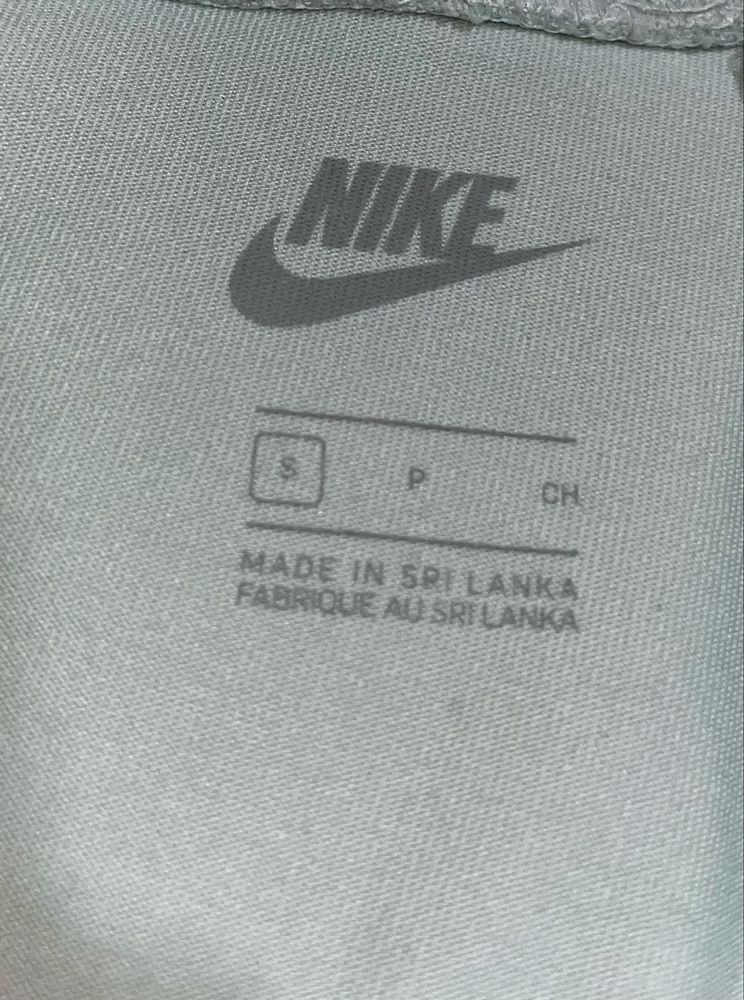 NIKE
S P CH
MADE IN SRI LANKA
FABRIQUE AU SRI LANKA